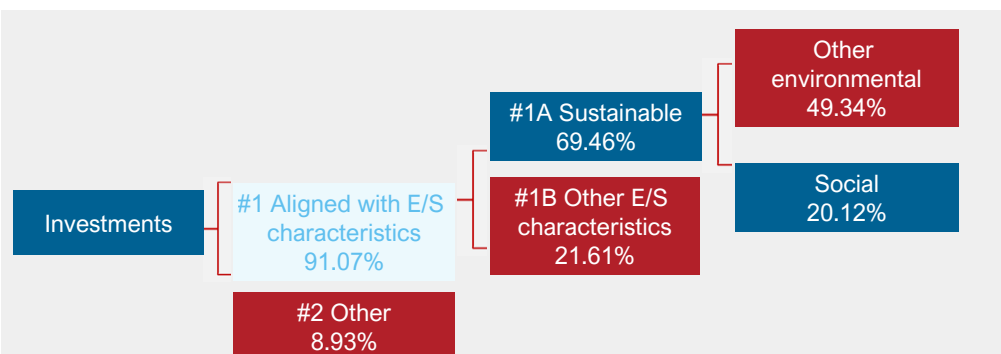 Investments
#1 Aligned with E/S
characteristics
91.07%
#2 Other
8.93%
#1A Sustainable
69.46%
#1B Other E/S
characteristics
21.61%
Other
environmental
49.34%
Social
20.12%